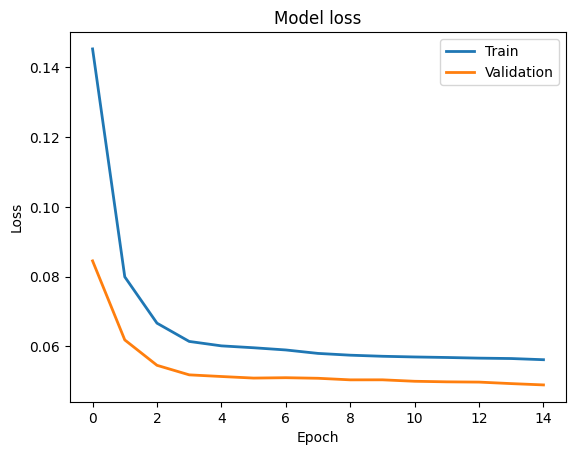 Model loss
Train
Validation
0.14
0.12
0.10
0.08
0.06
Loss
0 2 4 6 8 10 12 14
Epoch